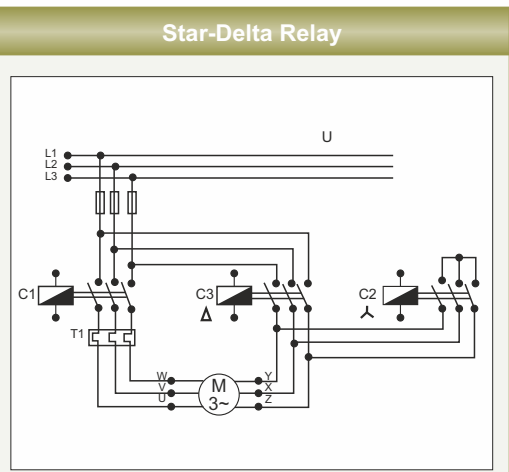 Star-Delta Relay
U
L1
L2
L3
C1
C3
Δ
C2
T1
W
V
U
M
3~
Y
X
Z